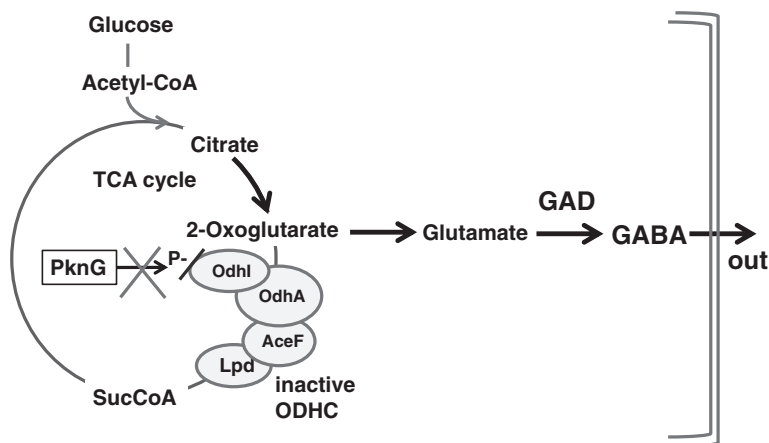 Glucose
Acetyl-CoA
Citrate
TCA cycle
2-Oxoglutarate
Glutamate
GAD
GABA
out
PknG
P-
OdhI
OdhA
AceF
Lpd
SucCoA
inactive
ODHC